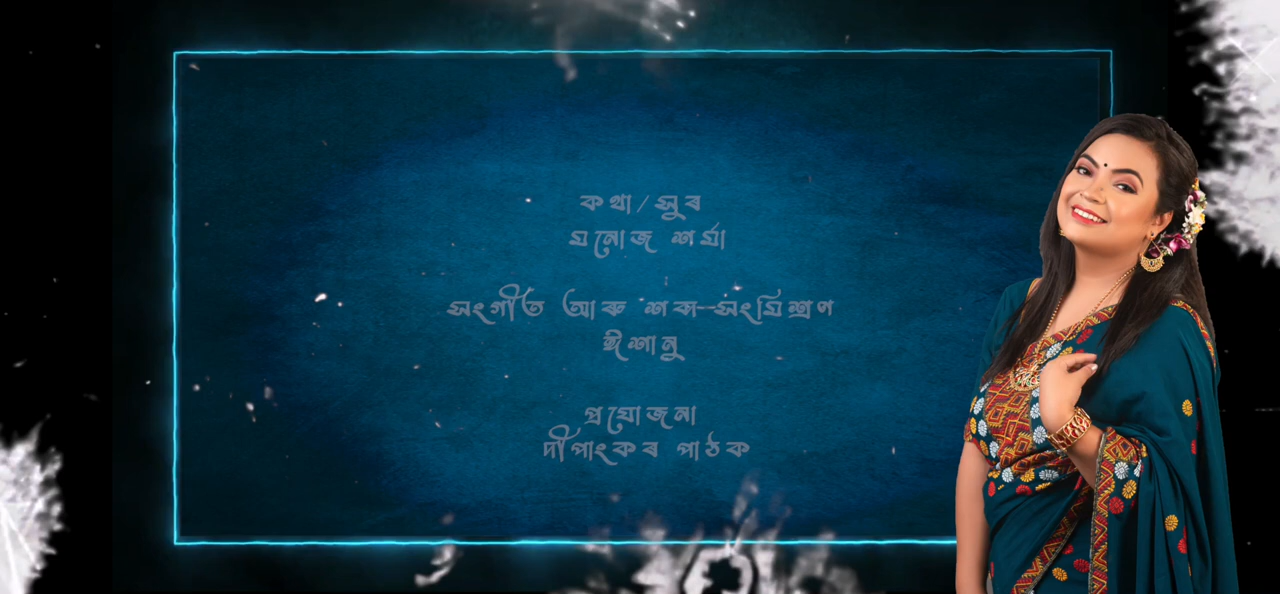 কথা/সুৰ
মনোজ শৰ্মা
সংগীত আৰু শব্দ-সংমিশ্ৰণ
ঈশানু
প্ৰযোজনা
দীপাংকৰ পাঠক